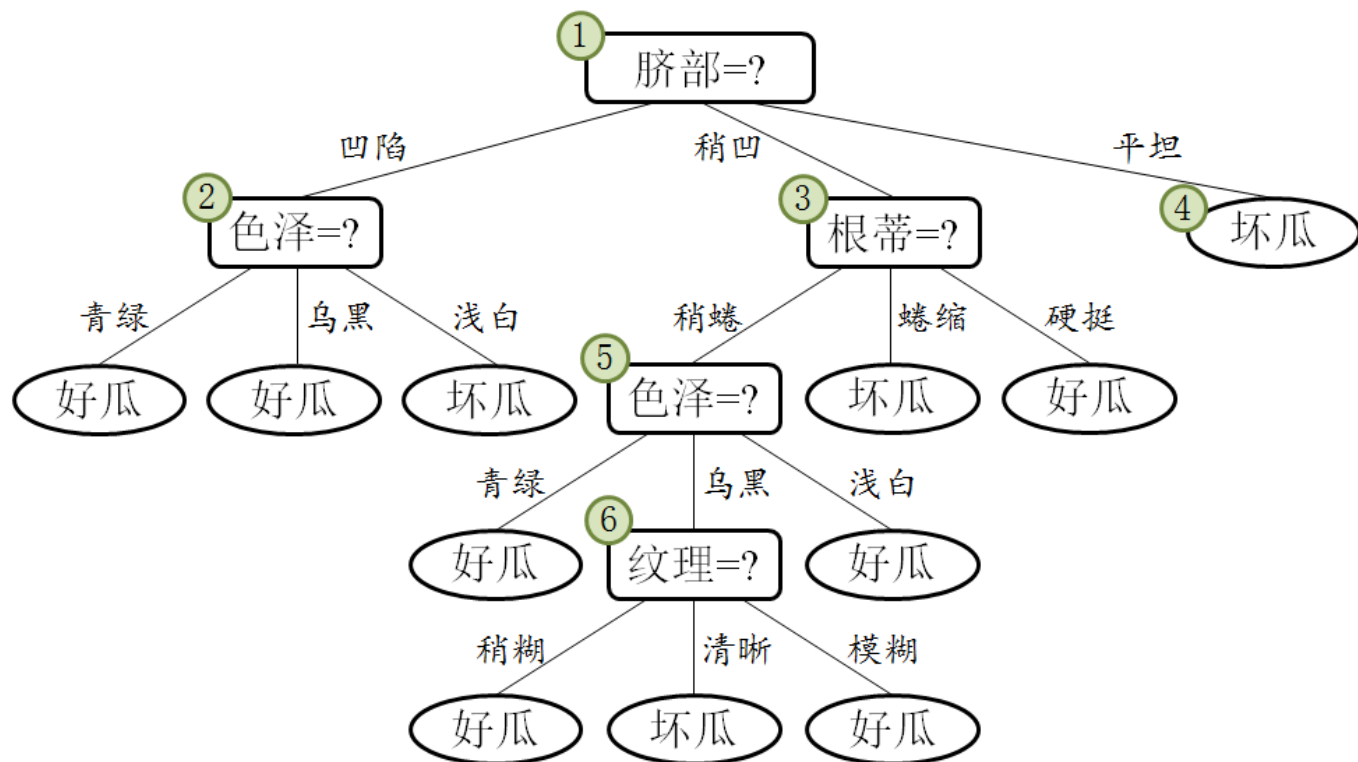 1
脐部=?
凹陷 稍凹 平坦
2 3 4
色泽=? 根蒂=? 坏瓜
青绿 乌黑 浅白 稍蜷 蜷缩 硬挺
5
好瓜 好瓜 坏瓜 色泽=? 坏瓜 好瓜
青绿 乌黑 浅白
6
好瓜 纹理=? 好瓜
稍糊 清晰 模糊
好瓜 坏瓜 好瓜